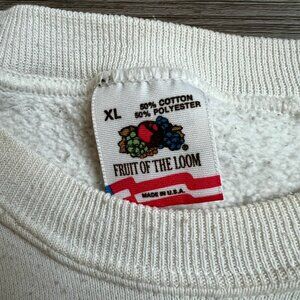 XL
50% COTTON
50% POLYESTER
®
FRUIT OF THE LOOM
MADE IN U.S.A.